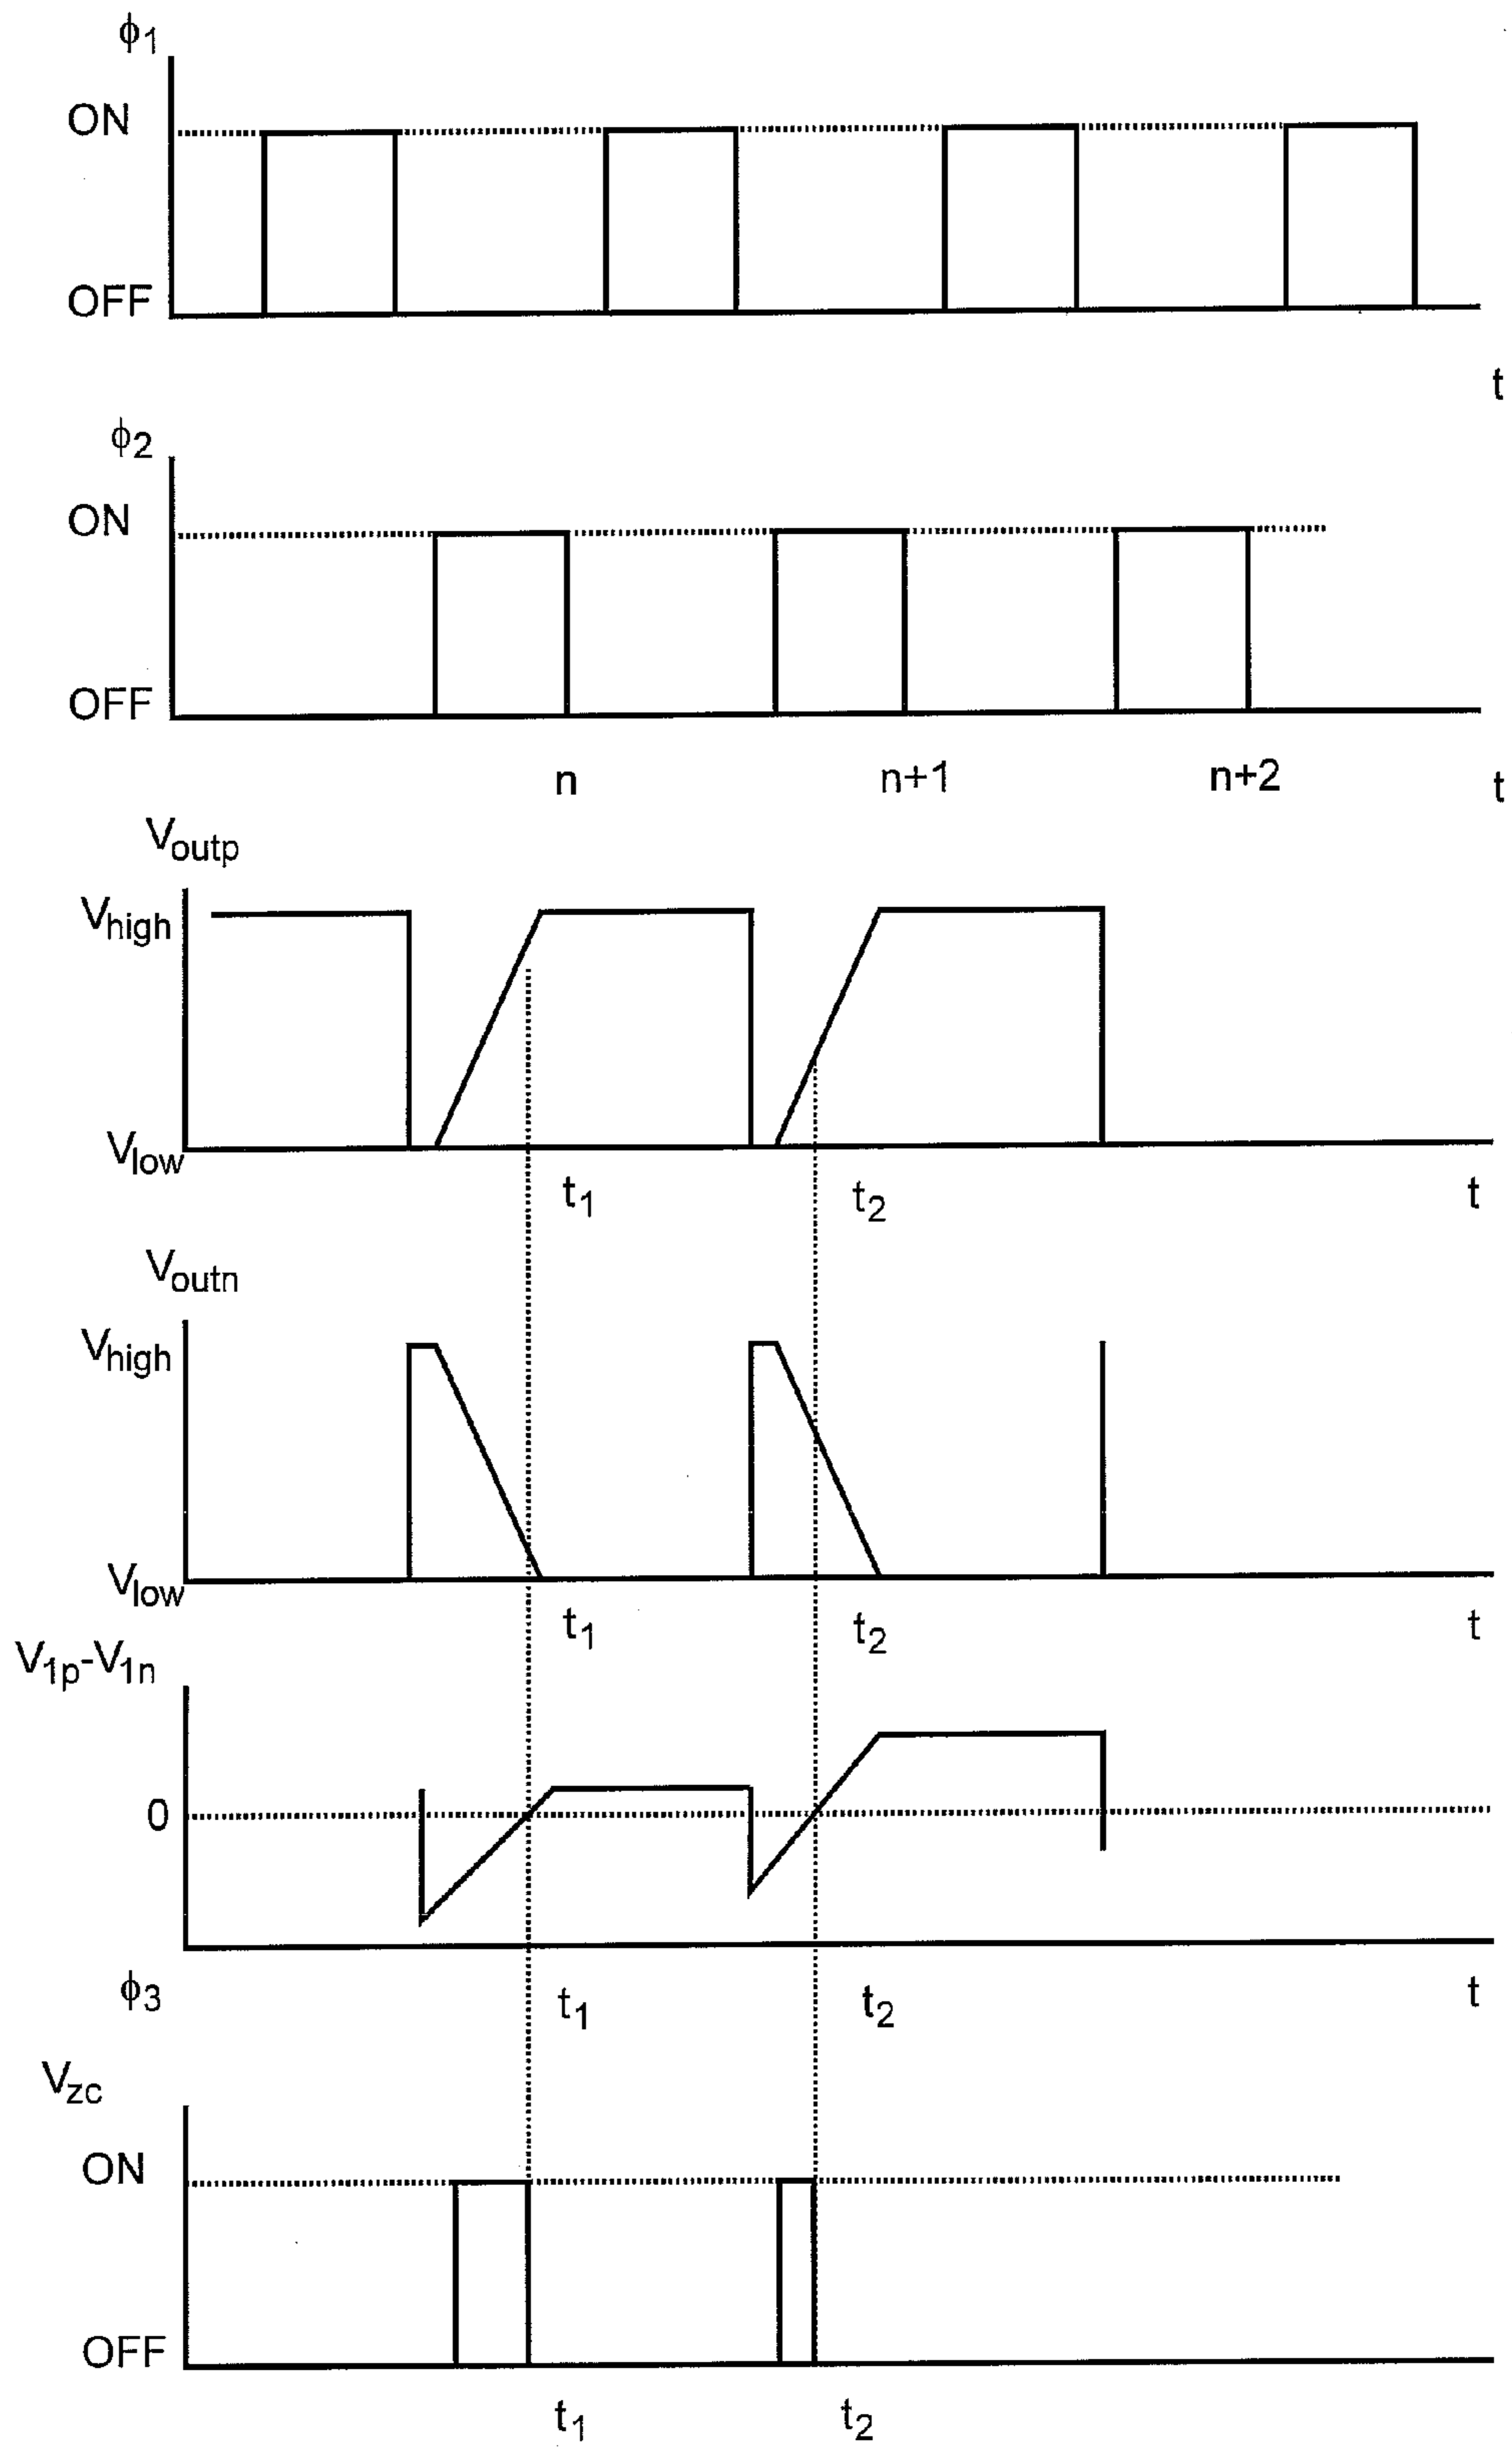 ϕ1
ON
OFF
t
ϕ2
ON
OFF
n n+1 n+2 t
Voutp
Vhigh
Vlow
t1 t2 t
Voutn
Vhigh
Vlow
t1 t2 t
V1p-V1n
0
ϕ3 t1 t2 t
Vzc
ON
OFF
t1 t2